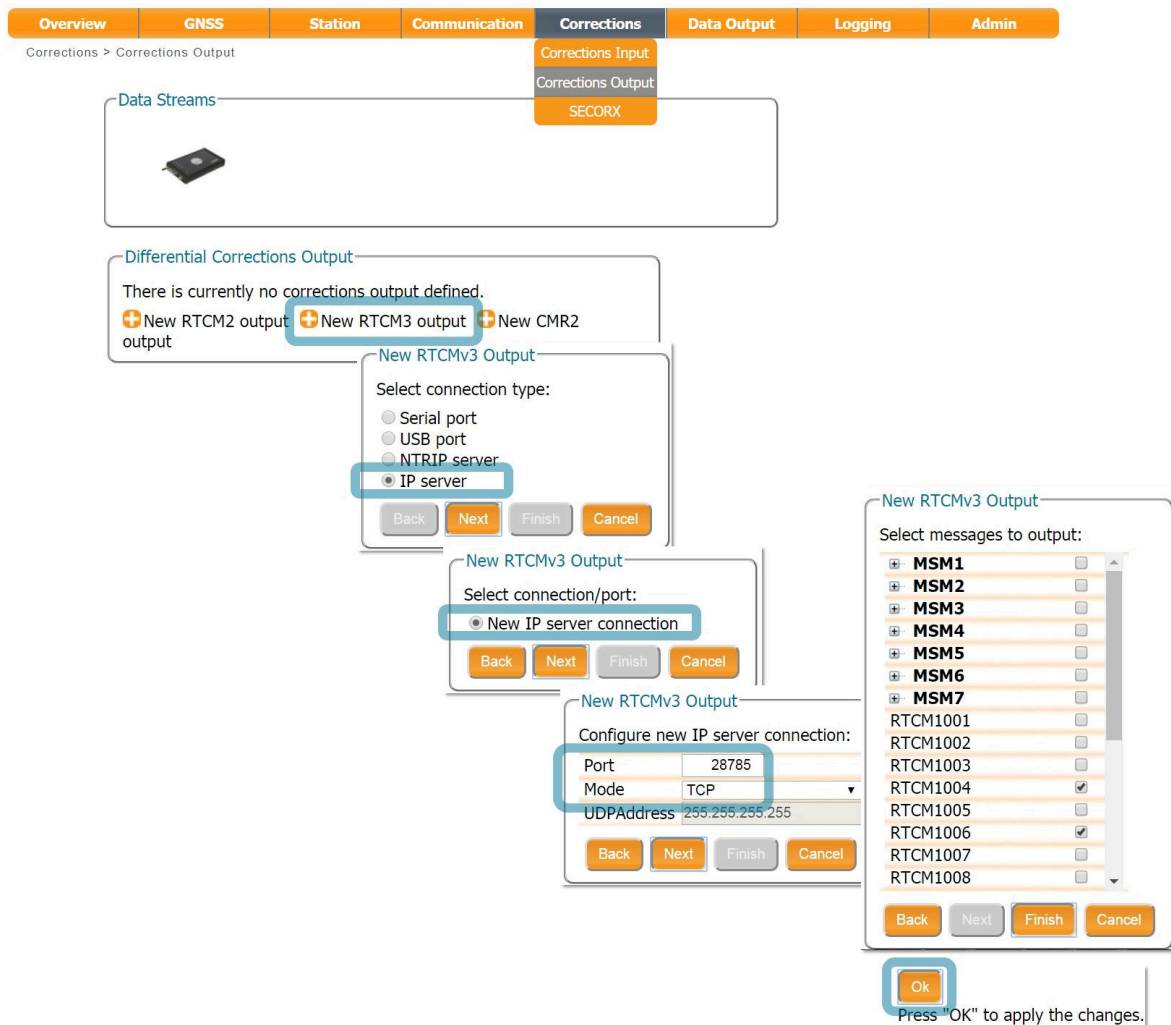 Overview GNSS Station Communication Corrections Data Output Logging Admin
Corrections > Corrections Output
Corrections Input
Corrections Output
SECORX
Data Streams
Differential Corrections Output
There is currently no corrections output defined.
New RTCM2 output New RTCM3 output New CMR2
output
New RTCMv3 Output
Select connection type:
Serial port
USB port
NTRIP server
IP server
Back Next Finish Cancel
New RTCMv3 Output
Select connection/port:
New IP server connection
Back Next Finish Cancel
New RTCMv3 Output
Configure new IP server connection:
Port 28785
Mode TCP
UDPAddress 255.255.255.255
Back Next Finish Cancel
New RTCMv3 Output
Select messages to output:
MSM1
MSM2
MSM3
MSM4
MSM5
MSM6
MSM7
RTCM1001
RTCM1002
RTCM1003
RTCM1004
RTCM1005
RTCM1006
RTCM1007
RTCM1008
Back Next Finish Cancel
Ok
Press "OK" to apply the changes.